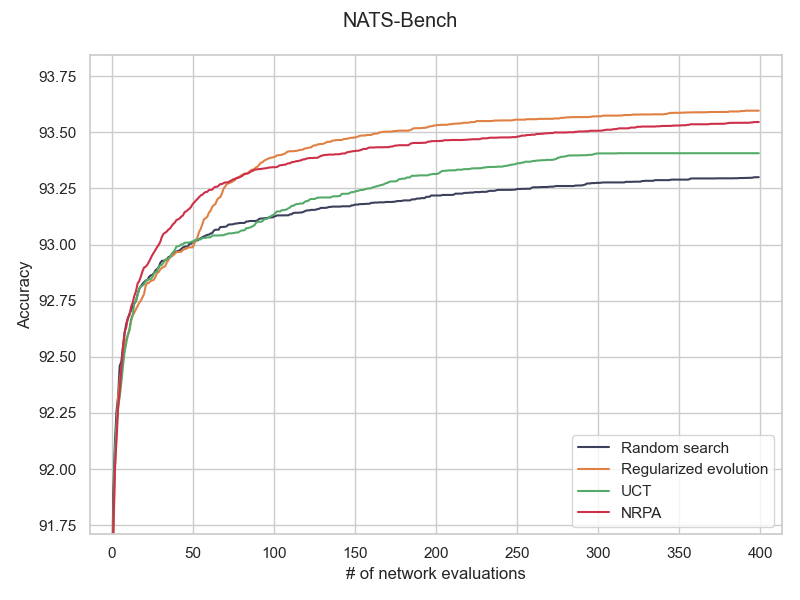 NATS-Bench
Accuracy
93.75
93.50
93.25
93.00
92.75
92.50
92.25
92.00
91.75
0 50 100 150 200 250 300 350 400
# of network evaluations
Random search
Regularized evolution
UCT
NRPA